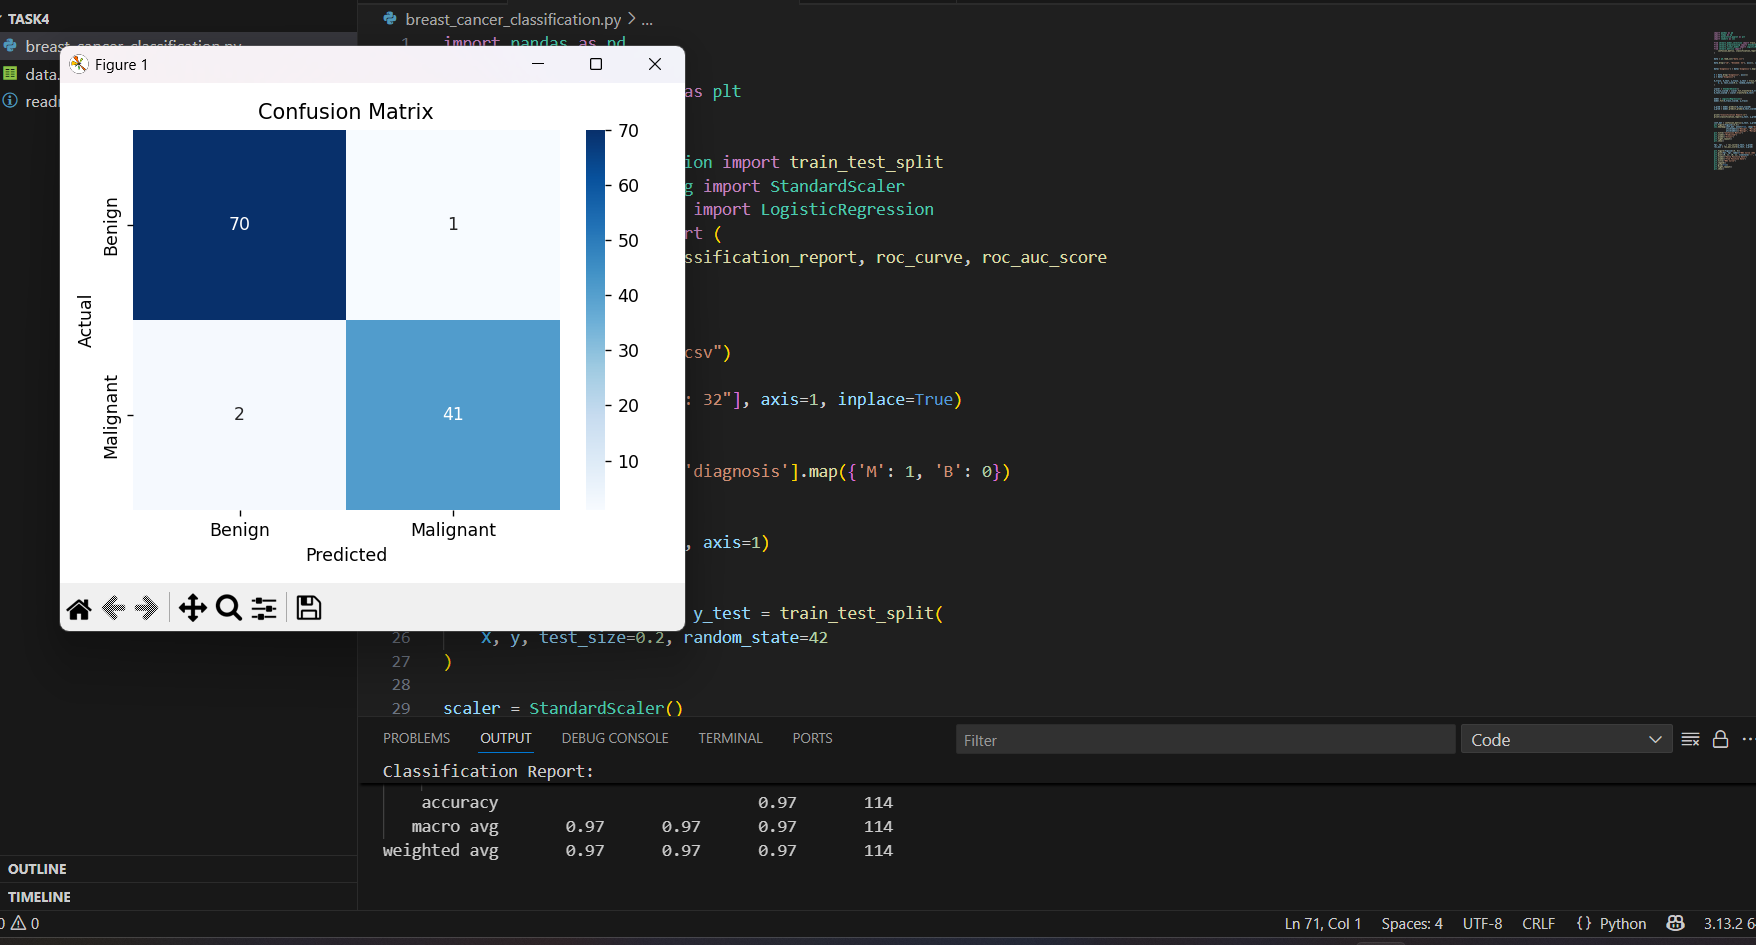 TASK4
breast_cancer_classification.py
data.
readr
OUTLINE
TIMELINE
Figure 1
Confusion Matrix
70
60
50
40
30
20
10
Actual
Benign
Malignant
70 1
2 41
Benign Malignant
Predicted
breast_cancer_classification.py > ...
1 import pandas as pd
as plt
ion import train_test_split
g import StandardScaler
import LogisticRegression
rt (
ssification_report, roc_curve, roc_auc_score
csv")
: 32"], axis=1, inplace=True)
'diagnosis'].map({'M': 1, 'B': 0})
, axis=1)
y_test = train_test_split(
26 X, y, test_size=0.2, random_state=42
27 )
28
29 scaler = StandardScaler()
PROBLEMS OUTPUT DEBUG CONSOLE TERMINAL PORTS Filter Code
Classification Report:
accuracy 0.97 114
macro avg 0.97 0.97 0.97 114
weighted avg 0.97 0.97 0.97 114
0 0 Ln 71, Col 1 Spaces: 4 UTF-8 CRLF {} Python 3.13.2 6